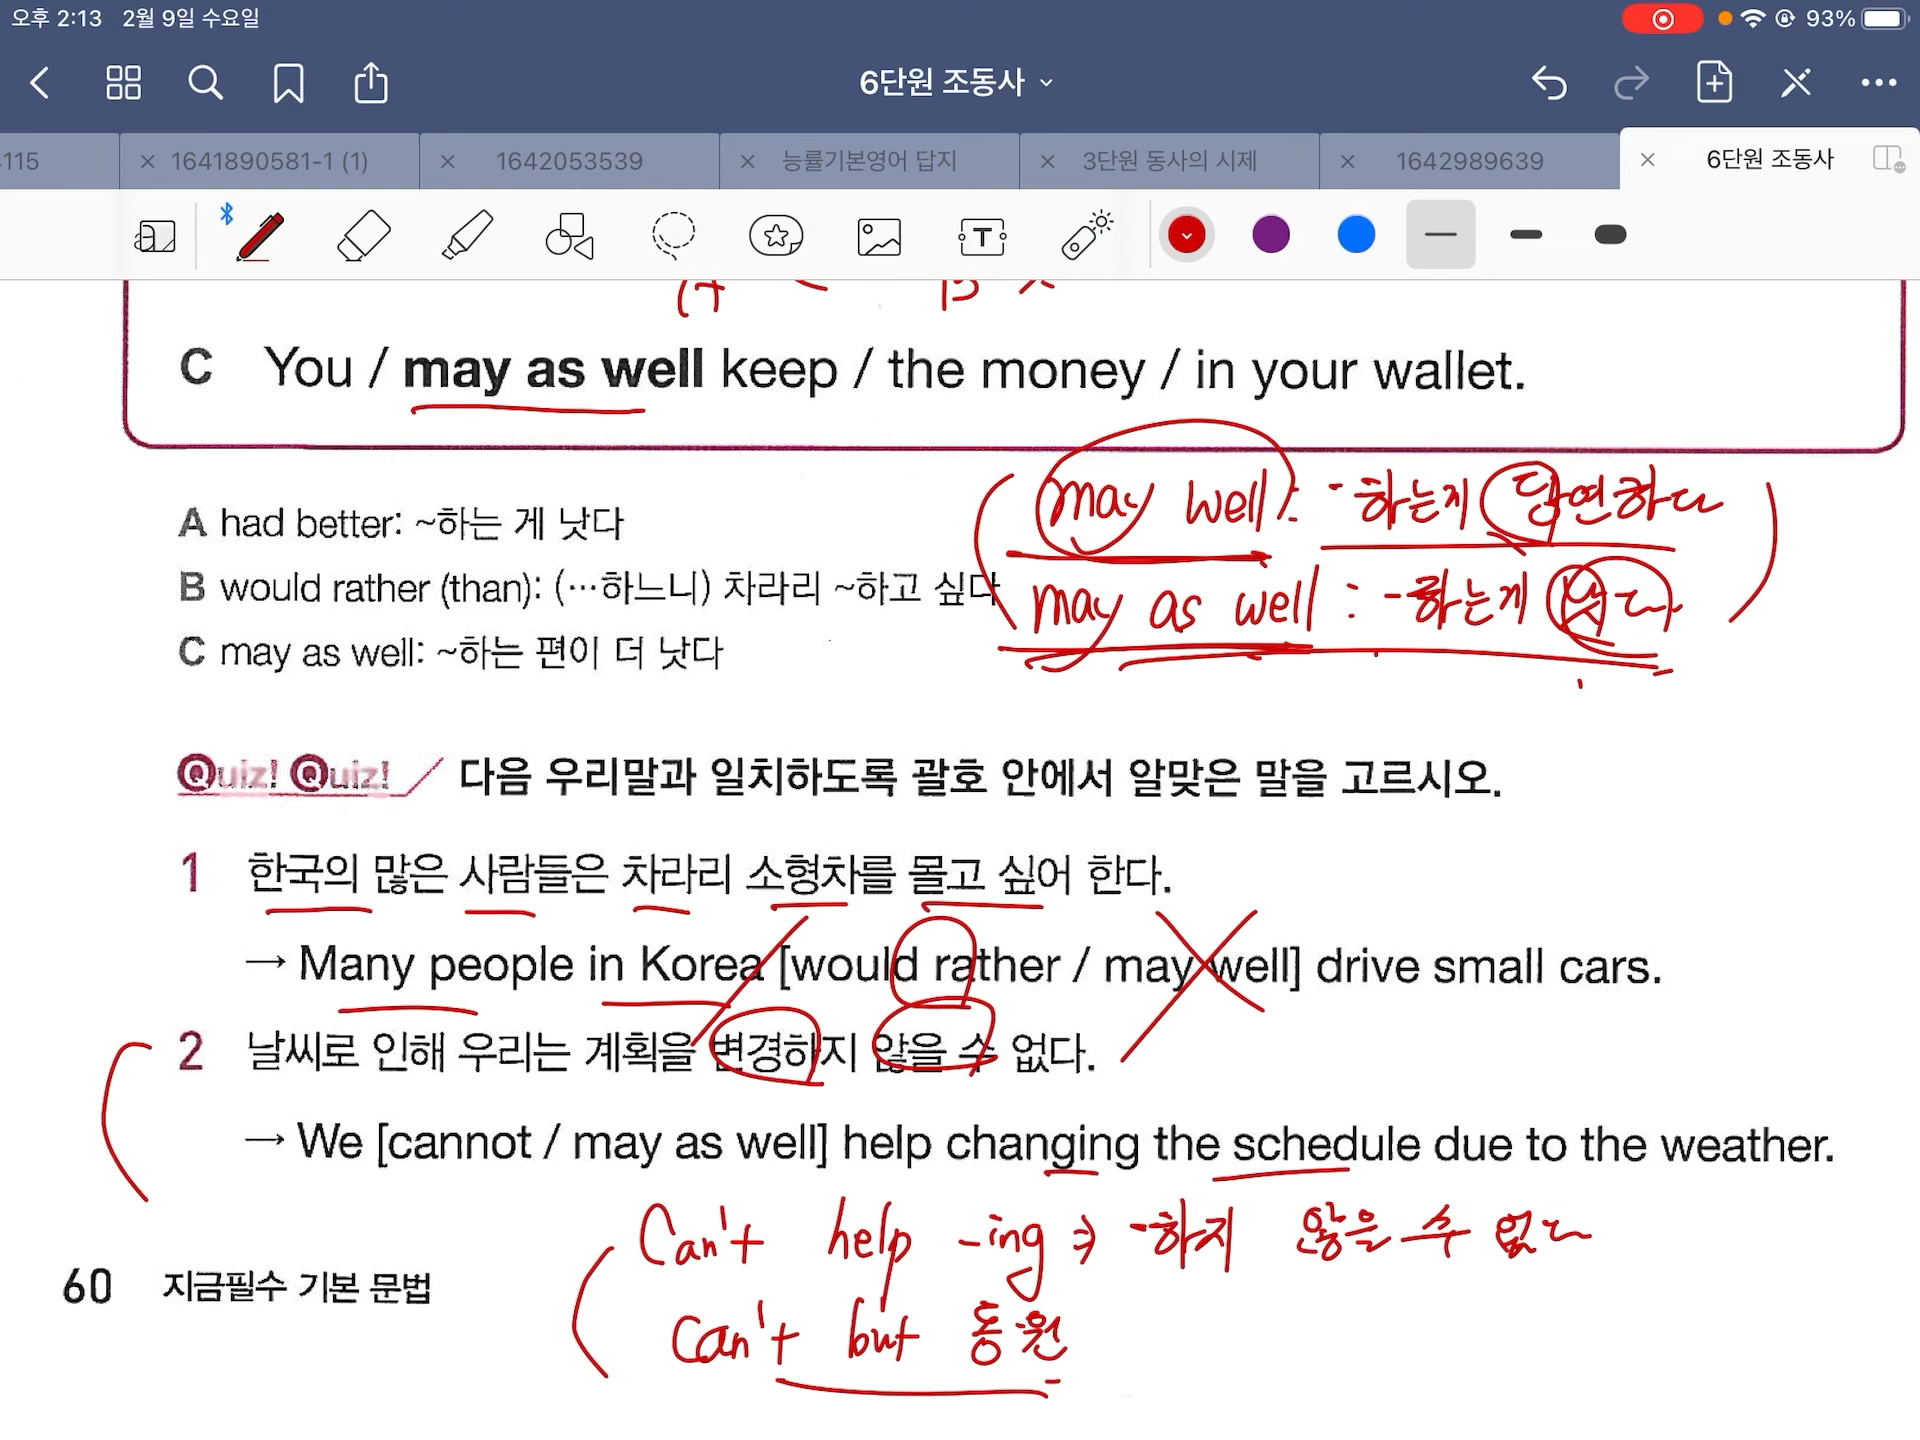 오후 2:13 2월 9일 수요일 93%
6단원 조동사
115 1641890581-1 (1) 1642053539 능률기본영어 답지 3단원 동사의 시제 1642989639 6단원 조동사
C You / may as well keep / the money / in your wallet.
may well : -하는지 당연하다
A had better: ~하는 게 낫다
B would rather (than): (…하느니) 차라리 ~하고 싶다
may as well : -하는게 낫다
C may as well: ~하는 편이 더 낫다
Quiz! Quiz! 다음 우리말과 일치하도록 괄호 안에서 알맞은 말을 고르시오.
1 한국의 많은 사람들은 차라리 소형차를 몰고 싶어 한다.
→ Many people in Korea [would rather / may well] drive small cars.
2 날씨로 인해 우리는 계획을 변경하지 않을 수 없다.
→ We [cannot / may as well] help changing the schedule due to the weather.
Can't help -ing ⇒ -하지 않을 수 없다
60 지금필수 기본 문법
Can't but 동원